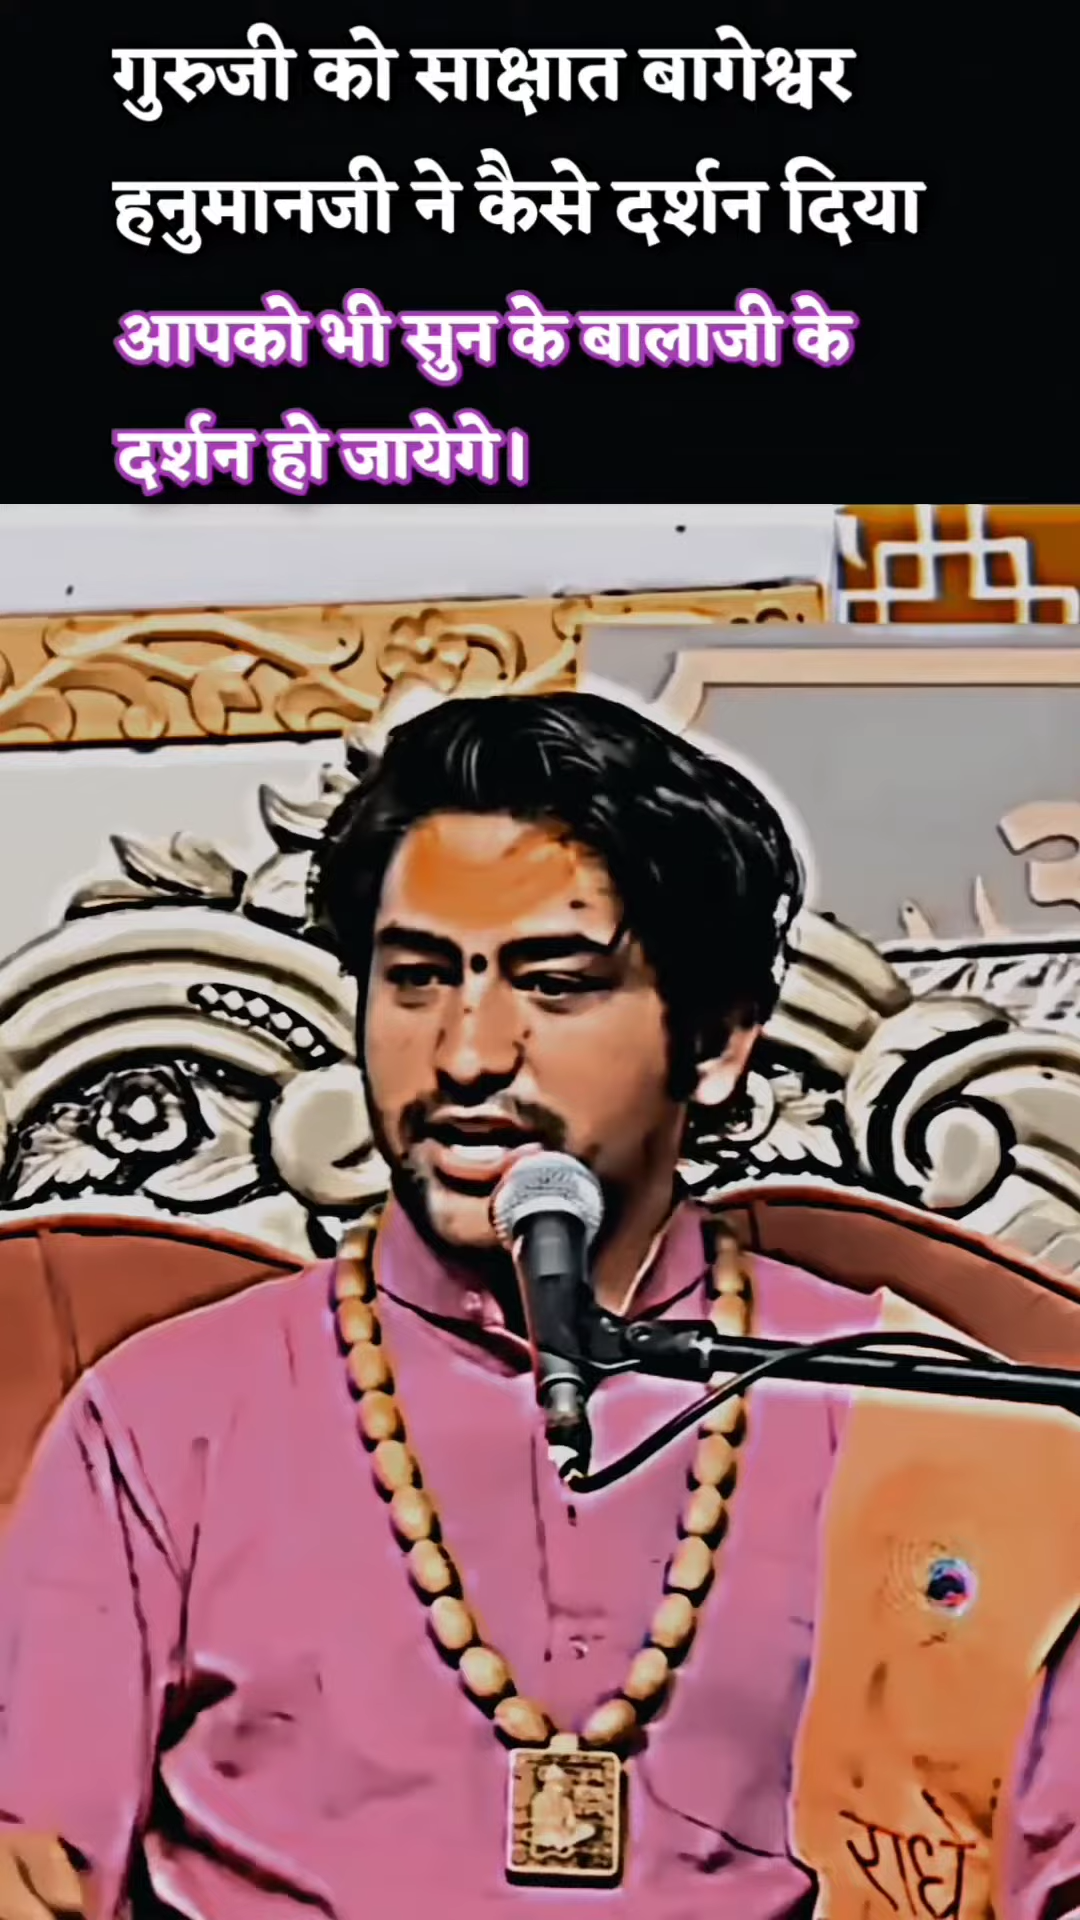 गुरुजी को साक्षात बागेश्वर
हनुमानजी ने कैसे दर्शन दिया
आपको भी सुन के बालाजी के
दर्शन हो जायेगे।
राधे